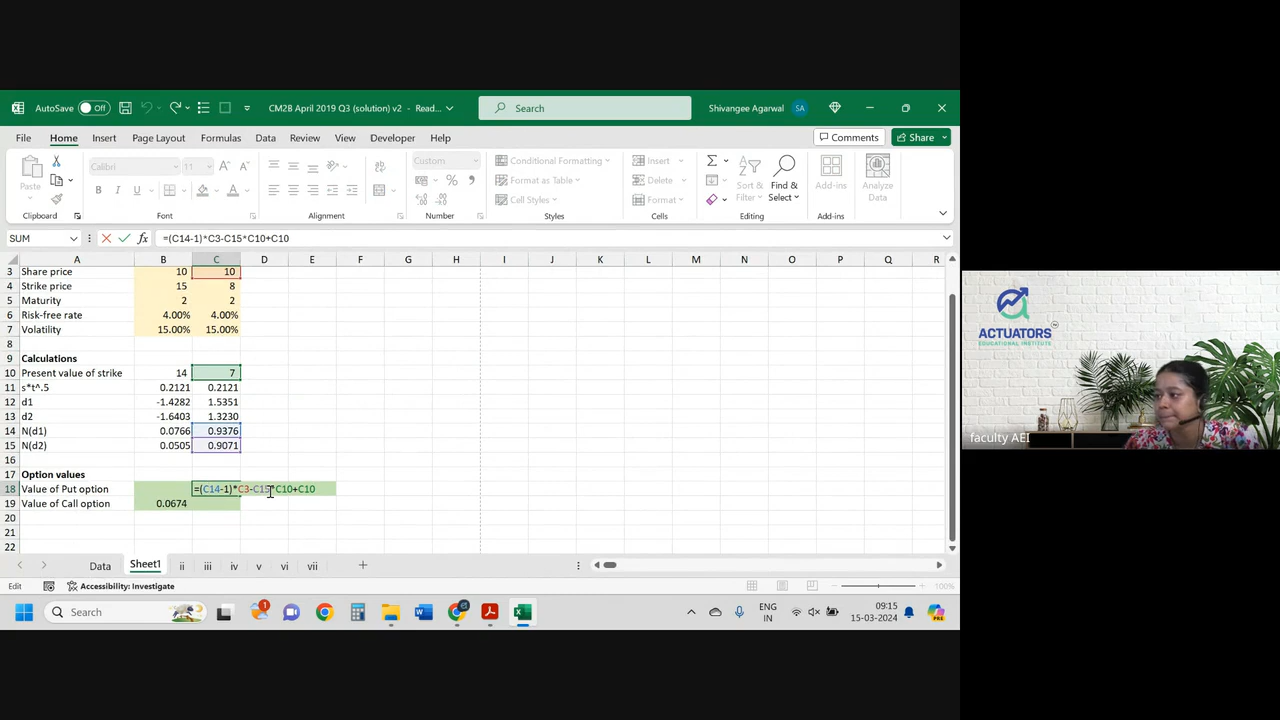 AutoSave Off CM2B April 2019 Q3 (solution) v2 - Read... Search Shivangee Agarwal SA
File Home Insert Page Layout Formulas Data Review View Developer Help Comments Share
Paste Calibri 11 Custom Conditional Formatting Insert
Format as Table Delete Sort & Filter Find & Select Add-ins Analyze Data
Cell Styles Format
Clipboard Font Alignment Number Styles Cells Editing Add-ins
SUM =(C14-1)*C3-C15*C10+C10
A B C D E F G H I J K L M N O P Q R
3 Share price 10 10
4 Strike price 15 8
5 Maturity 2 2
6 Risk-free rate 4.00% 4.00%
7 Volatility 15.00% 15.00%
8
9 Calculations
10 Present value of strike 14 7
11 s*t^.5 0.2121 0.2121
12 d1 -1.4282 1.5351
13 d2 -1.6403 1.3230
14 N(d1) 0.0766 0.9376
15 N(d2) 0.0505 0.9071
16
17 Option values
18 Value of Put option =(C14-1)*C3-C15*C10+C10
19 Value of Call option 0.0674
20
21
22
Data Sheet1 ii iii iv v vi vii
Edit Accessibility: Investigate 100%
Search 1 ENG IN 09:15 15-03-2024
ACTUATORS
EDUCATIONAL INSTITUTE
faculty AEI